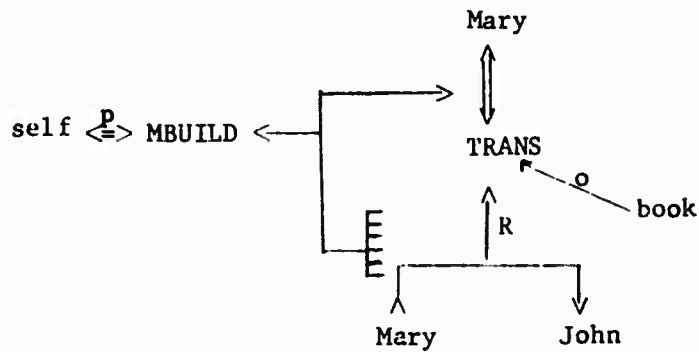 Mary
p
self <=> MBUILD
TRANS
o
book
R
Mary John